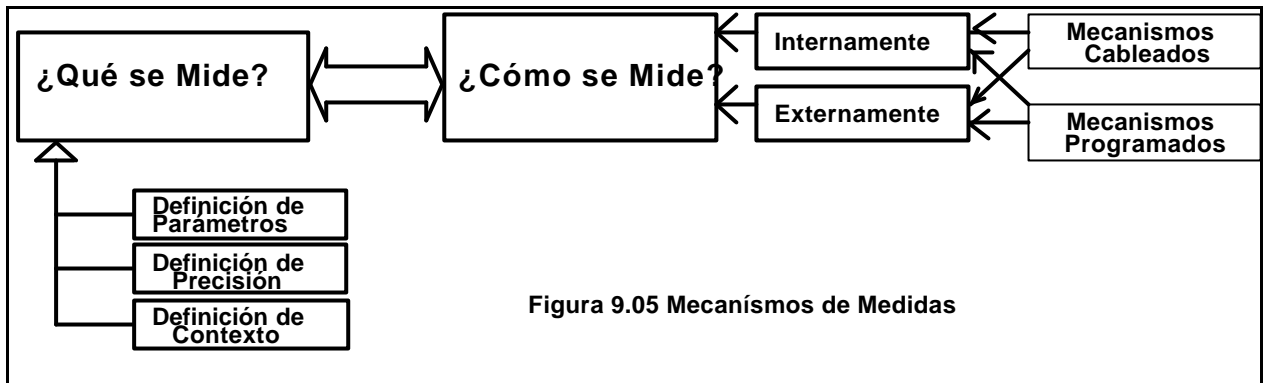 ¿Qué se Mide?
¿Cómo se Mide?
Internamente
Externamente
Mecanismos
Cableados
Mecanismos
Programados
Definición de
Parámetros
Definición de
Precisión
Definición de
Contexto
Figura 9.05 Mecanísmos de Medidas